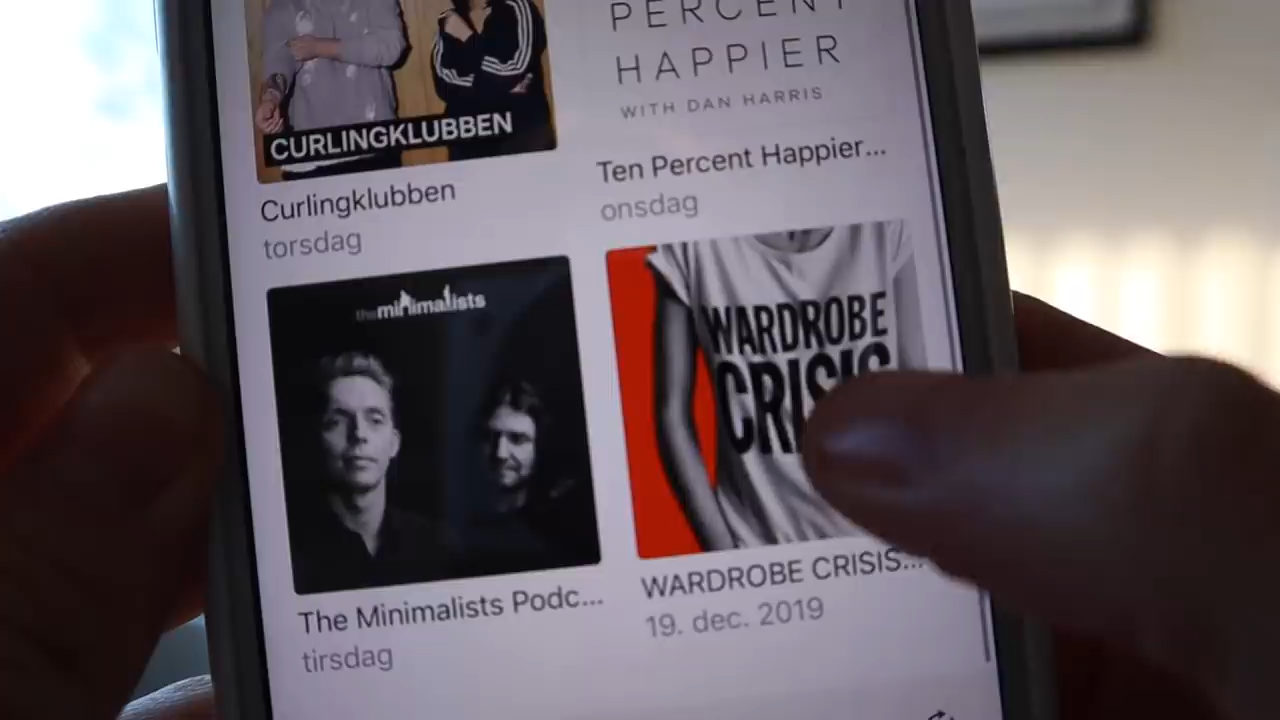 PERCENT
HAPPIER
WITH DAN HARRIS
CURLINGKLUBBEN
Curlingklubben
torsdag
Ten Percent Happier...
onsdag
the minimalists
WARDROBE
CRISIS
The Minimalists Podc...
tirsdag
WARDROBE CRISIS...
19. dec. 2019